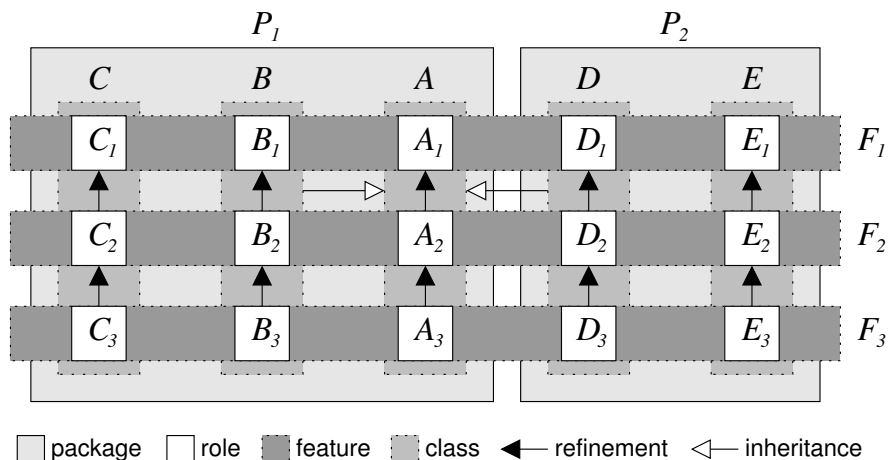 P1 P2
C B A D E
C1 B1 A1 D1 E1 F1
C2 B2 A2 D2 E2 F2
C3 B3 A3 D3 E3 F3
package role feature class refinement inheritance